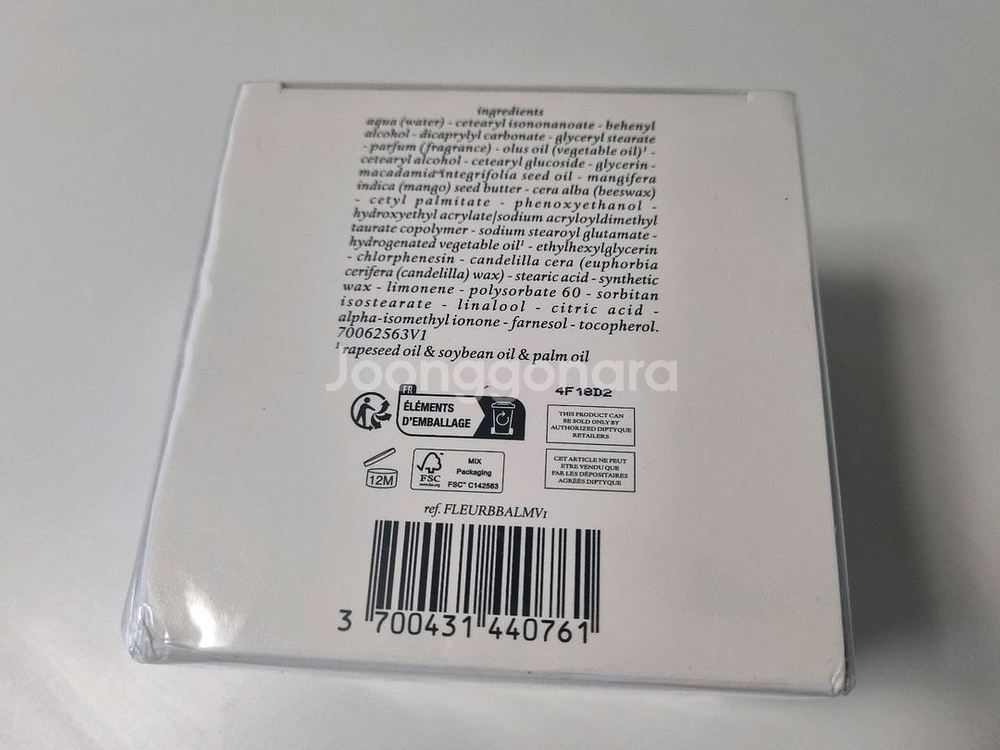 ingredients
aqua (water) - cetearyl isononanoate - behenyl
alcohol - dicaprylyl carbonate - glyceryl stearate
- parfum (fragrance) - olus oil (vegetable oil)¹ -
cetearyl alcohol - cetearyl glucoside - glycerin -
macadamia integrifolia seed oil - mangifera
indica (mango) seed butter - cera alba (beeswax)
- cetyl palmitate - phenoxyethanol -
hydroxyethyl acrylate/sodium acryloyldimethyl
taurate copolymer - sodium stearoyl glutamate -
hydrogenated vegetable oil¹ - ethylhexylglycerin
- chlorphenesin - candelilla cera (euphorbia
cerifera (candelilla) wax) - stearic acid - synthetic
wax - limonene - polysorbate 60 - sorbitan
isostearate - linalool - citric acid -
alpha-isomethyl ionone - farnesol - tocopherol.
70062563V1
¹ rapeseed oil & soybean oil & palm oil
Joonggonara
FR
ÉLÉMENTS
D'EMBALLAGE
4F18D2
THIS PRODUCT CAN
BE SOLD ONLY BY
AUTHORIZED DIPTYQUE
RETAILERS
12M
FSC
www.fsc.org
MIX
Packaging
FSC™ C142563
CET ARTICLE NE PEUT
ETRE VENDU QUE
PAR LES DÉPOSITAIRES
AGRÉÉS DIPTYQUE
ref. FLEURBBALMV1
3 700431 440761